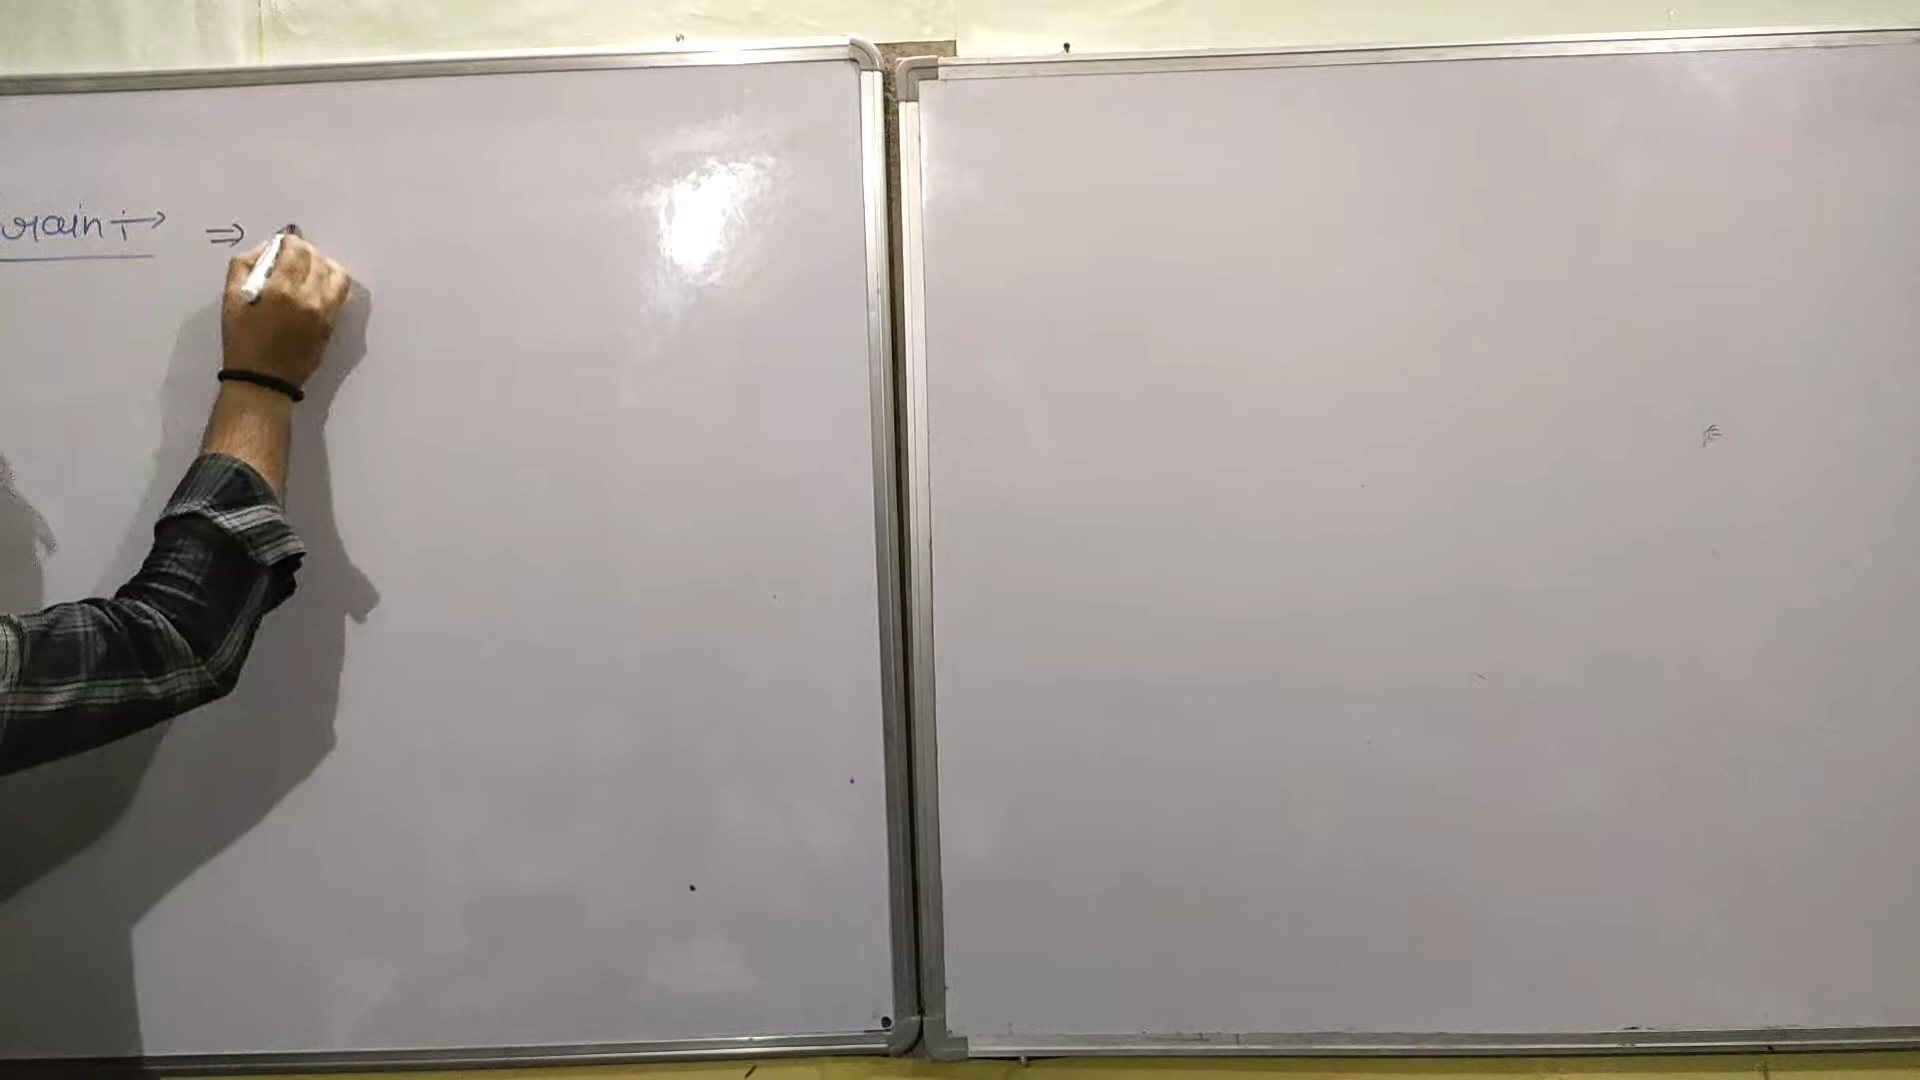 rain :→ ⇒